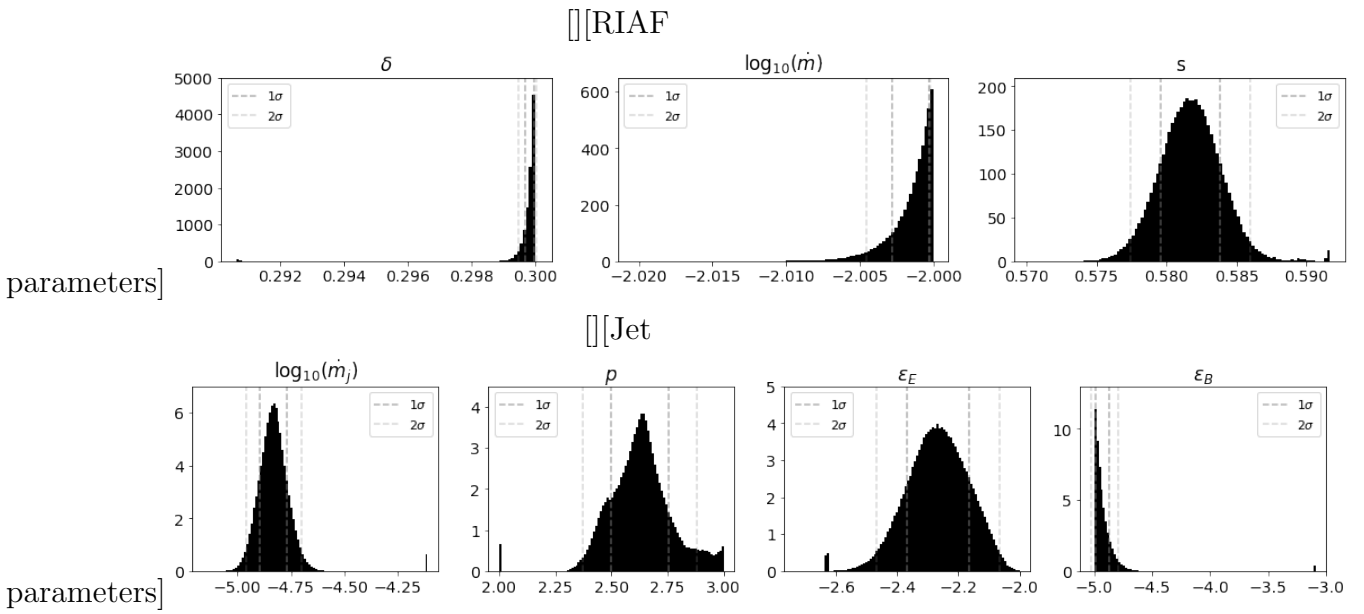 [][RIAF
δ
log₁₀(ṁ)
s
1σ
2σ
1σ
2σ
1σ
2σ
5000
4000
3000
2000
1000
0
600
400
200
0
200
150
100
50
0
0.292 0.294 0.296 0.298 0.300
−2.020 −2.015 −2.010 −2.005 −2.000
0.570 0.575 0.580 0.585 0.590
parameters]
[][Jet
log₁₀(ṁⱼ)
p
ε_E
ε_B
1σ
2σ
1σ
2σ
1σ
2σ
1σ
2σ
6
4
2
0
4
3
2
1
0
5
4
3
2
1
0
10
5
0
−5.00 −4.75 −4.50 −4.25
2.00 2.25 2.50 2.75 3.00
−2.6 −2.4 −2.2 −2.0
−5.0 −4.5 −4.0 −3.5 −3.0
parameters]